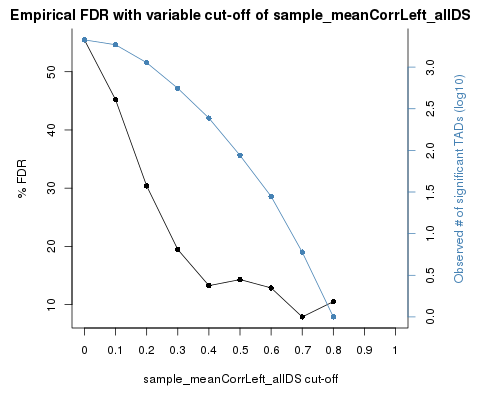 Empirical FDR with variable cut-off of sample_meanCorrLeft_allDS
% FDR
10 20 30 40 50
0 0.1 0.2 0.3 0.4 0.5 0.6 0.7 0.8 0.9 1
sample_meanCorrLeft_allDS cut-off
0.0 0.5 1.0 1.5 2.0 2.5 3.0
Observed # of significant TADs (log10)